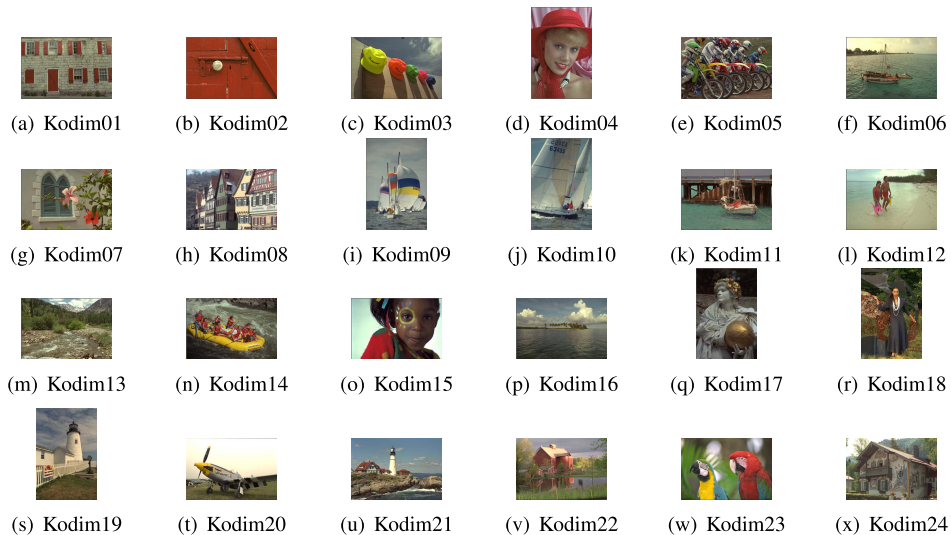 (a) Kodim01 (b) Kodim02 (c) Kodim03 (d) Kodim04 (e) Kodim05 (f) Kodim06
(g) Kodim07 (h) Kodim08 (i) Kodim09 (j) Kodim10 (k) Kodim11 (l) Kodim12
(m) Kodim13 (n) Kodim14 (o) Kodim15 (p) Kodim16 (q) Kodim17 (r) Kodim18
(s) Kodim19 (t) Kodim20 (u) Kodim21 (v) Kodim22 (w) Kodim23 (x) Kodim24